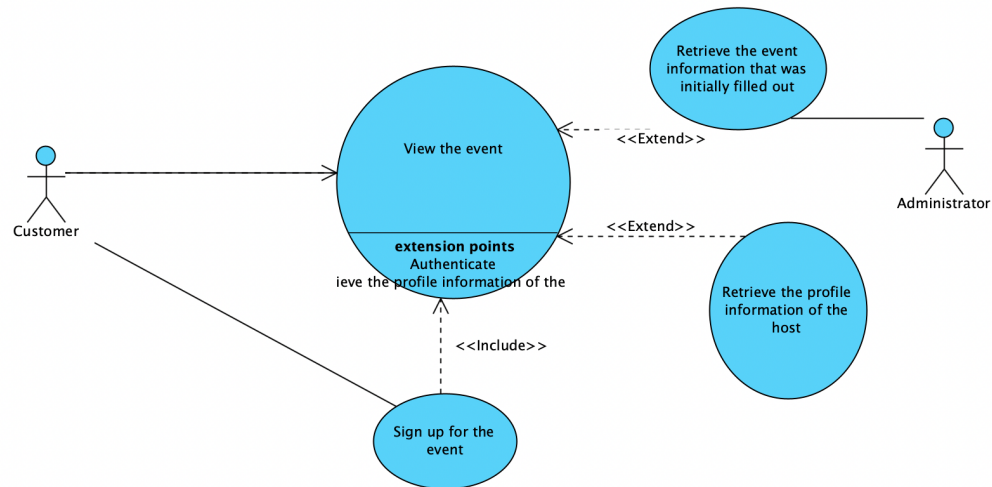 Retrieve the event
information that was
initially filled out
<<Extend>>
View the event
Customer
Administrator
<<Extend>>
extension points
Authenticate
ieve the profile information of the
Retrieve the profile
information of the
host
<<Include>>
Sign up for the
event